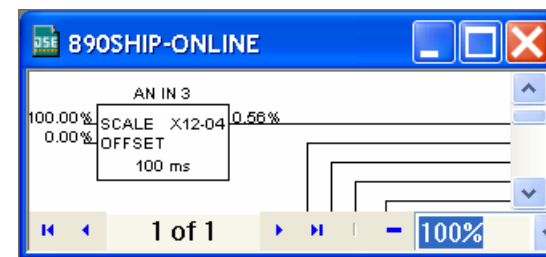 DSE 890SHIP-ONLINE
AN IN 3
100.00% SCALE X12-04 0.56%
0.00% OFFSET
100 ms
1 of 1 100%